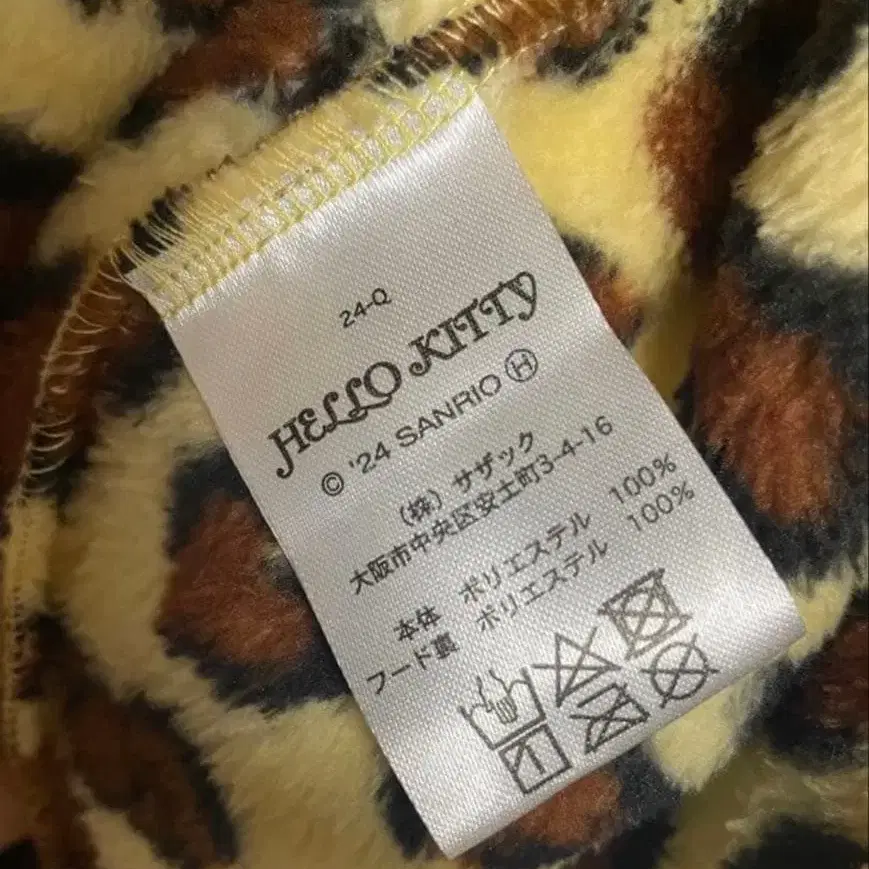 24-Q
HELLO KITTY
© '24 SANRIO Ⓗ
(株) サザック
大阪市中央区安土町3-4-16
本体 ポリエステル 100%
フード裏 ポリエステル 100%